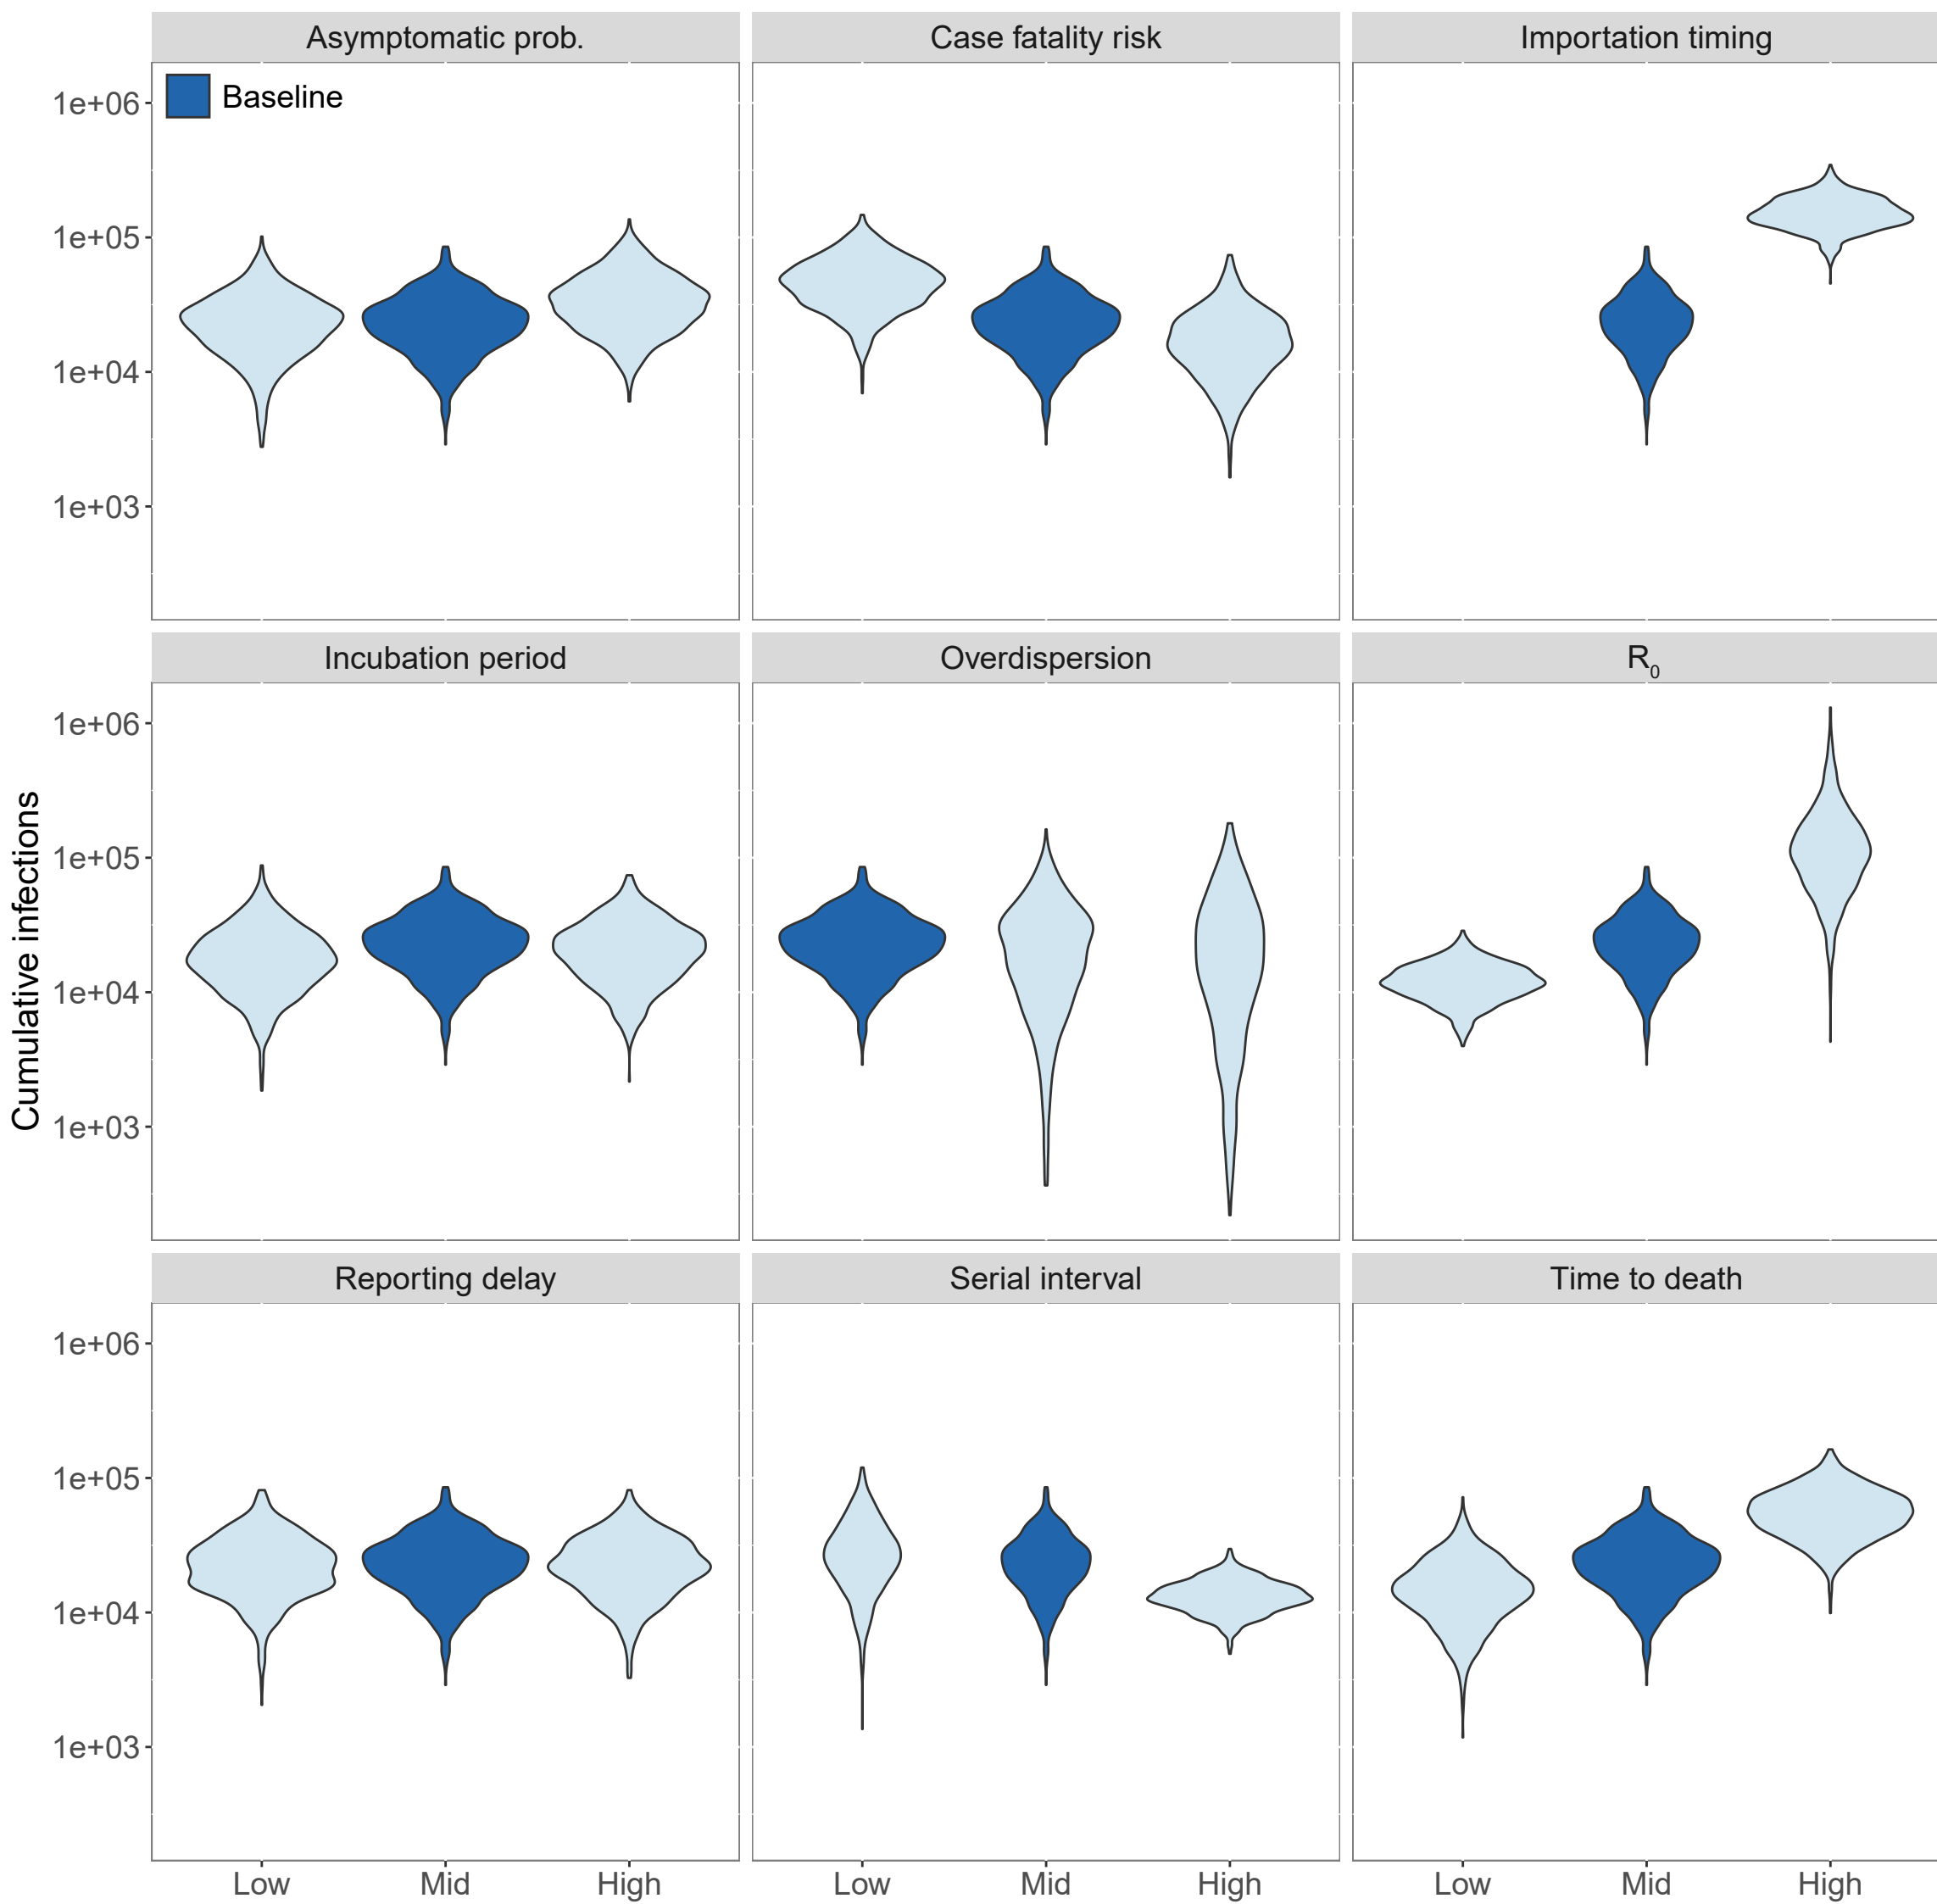 Asymptomatic prob. Case fatality risk Importation timing
Baseline
1e+06
1e+05
1e+04
1e+03
Incubation period Overdispersion R0
1e+06
1e+05
1e+04
1e+03
Cumulative infections
Reporting delay Serial interval Time to death
1e+06
1e+05
1e+04
1e+03
Low Mid High Low Mid High Low Mid High